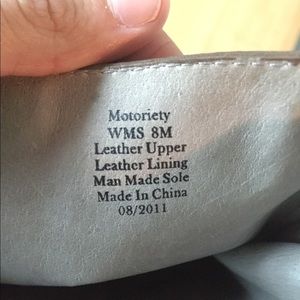 Motoriety
WMS 8M
Leather Upper
Leather Lining
Man Made Sole
Made In China
08/2011